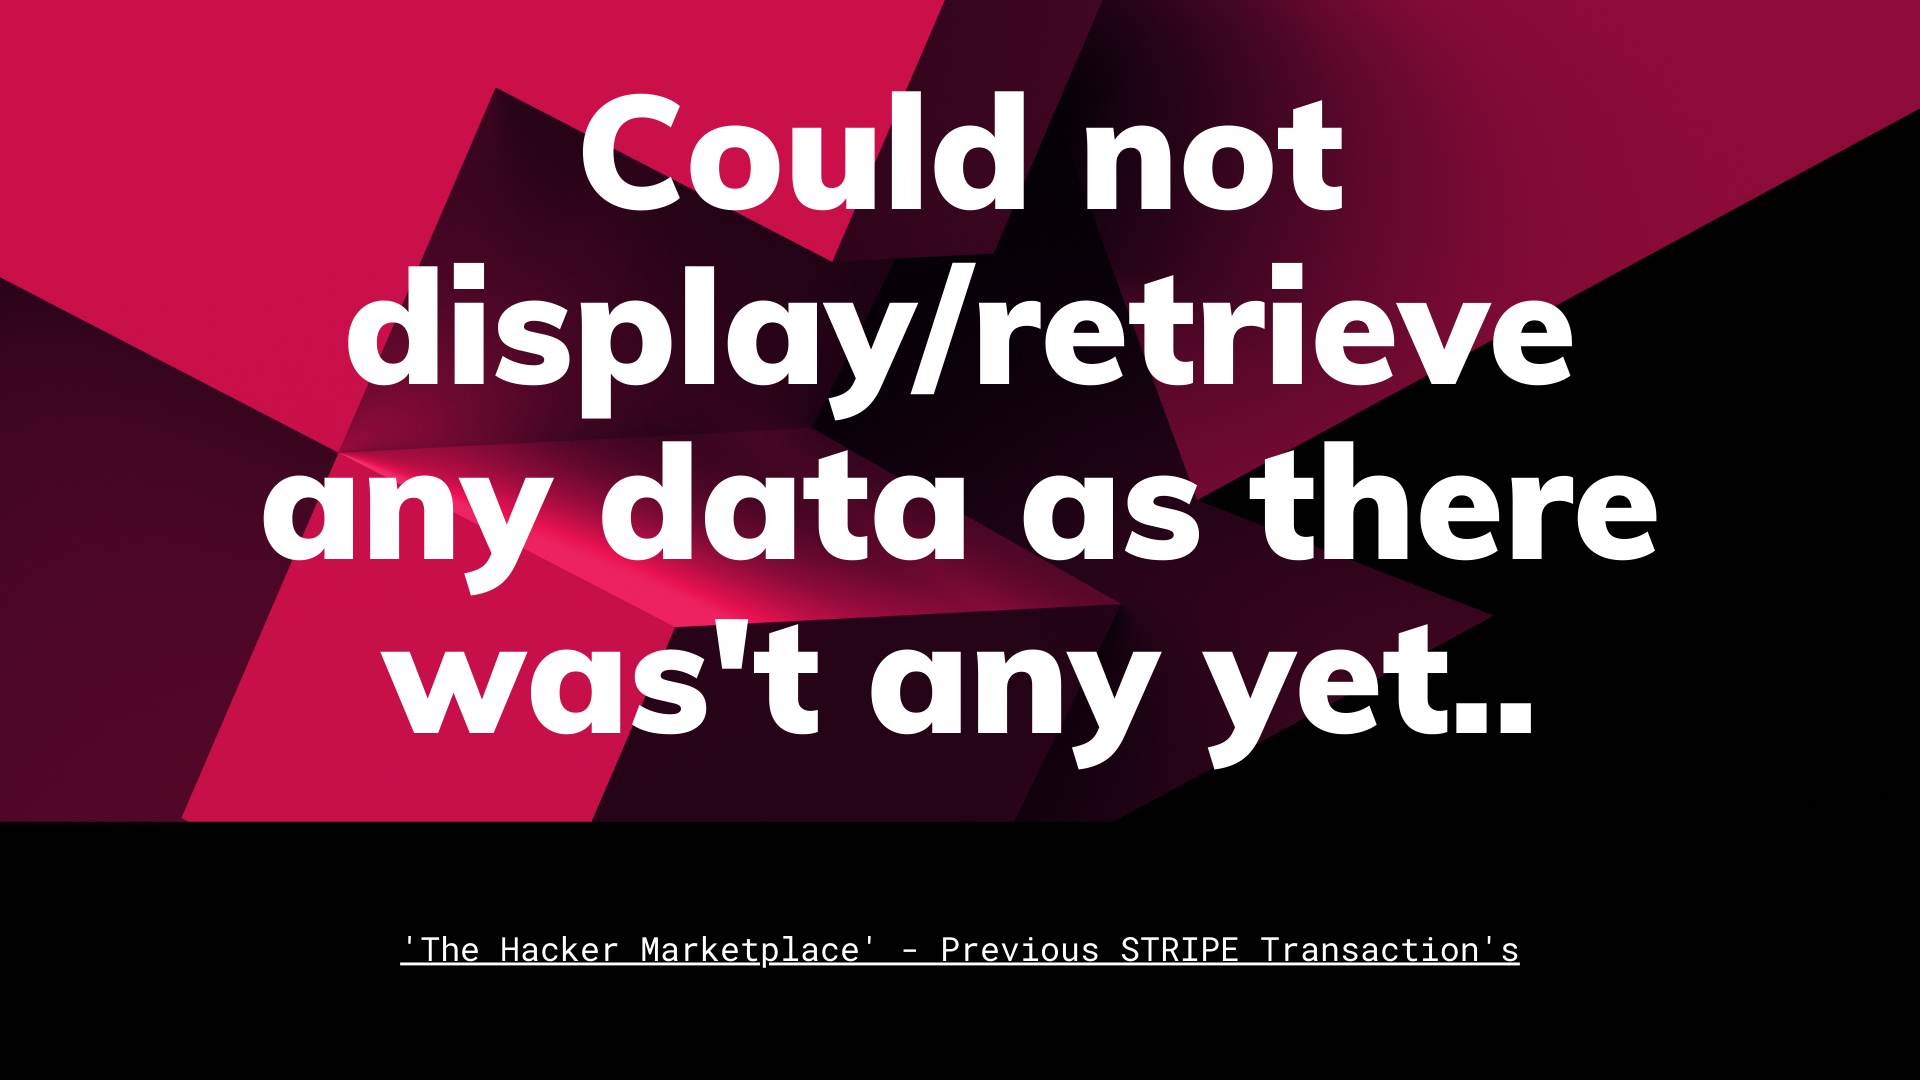 Could not
display/retrieve
any data as there
was't any yet..
'The Hacker Marketplace' - Previous STRIPE Transaction's